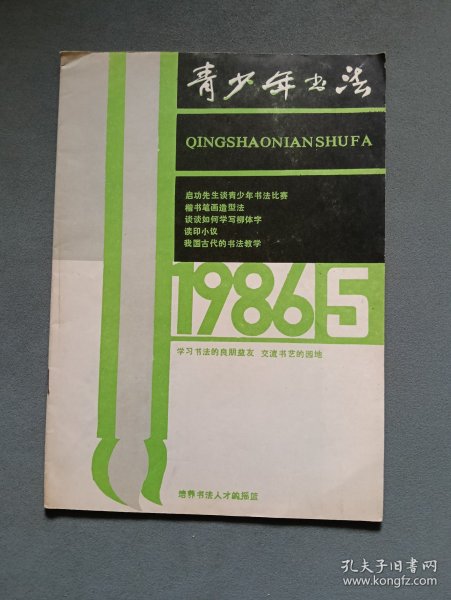 青少年书法
QINGSHAONIANSHUFA
启功先生谈青少年书法比赛
楷书笔画造型法
谈谈如何学写柳体字
读印小议
我国古代的书法教学
1986 5
学习书法的良朋益友 交流书艺的园地
培养书法人才的摇篮
孔夫子旧书网
www.kongfz.com